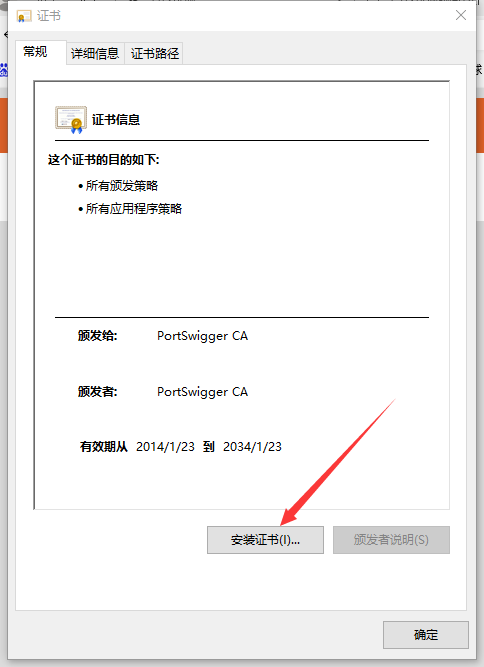 证书
常规 详细信息 证书路径
证书信息
这个证书的目的如下:
• 所有颁发策略
• 所有应用程序策略
颁发给: PortSwigger CA
颁发者: PortSwigger CA
有效期从 2014/1/23 到 2034/1/23
安装证书(I)... 颁发者说明(S)
确定